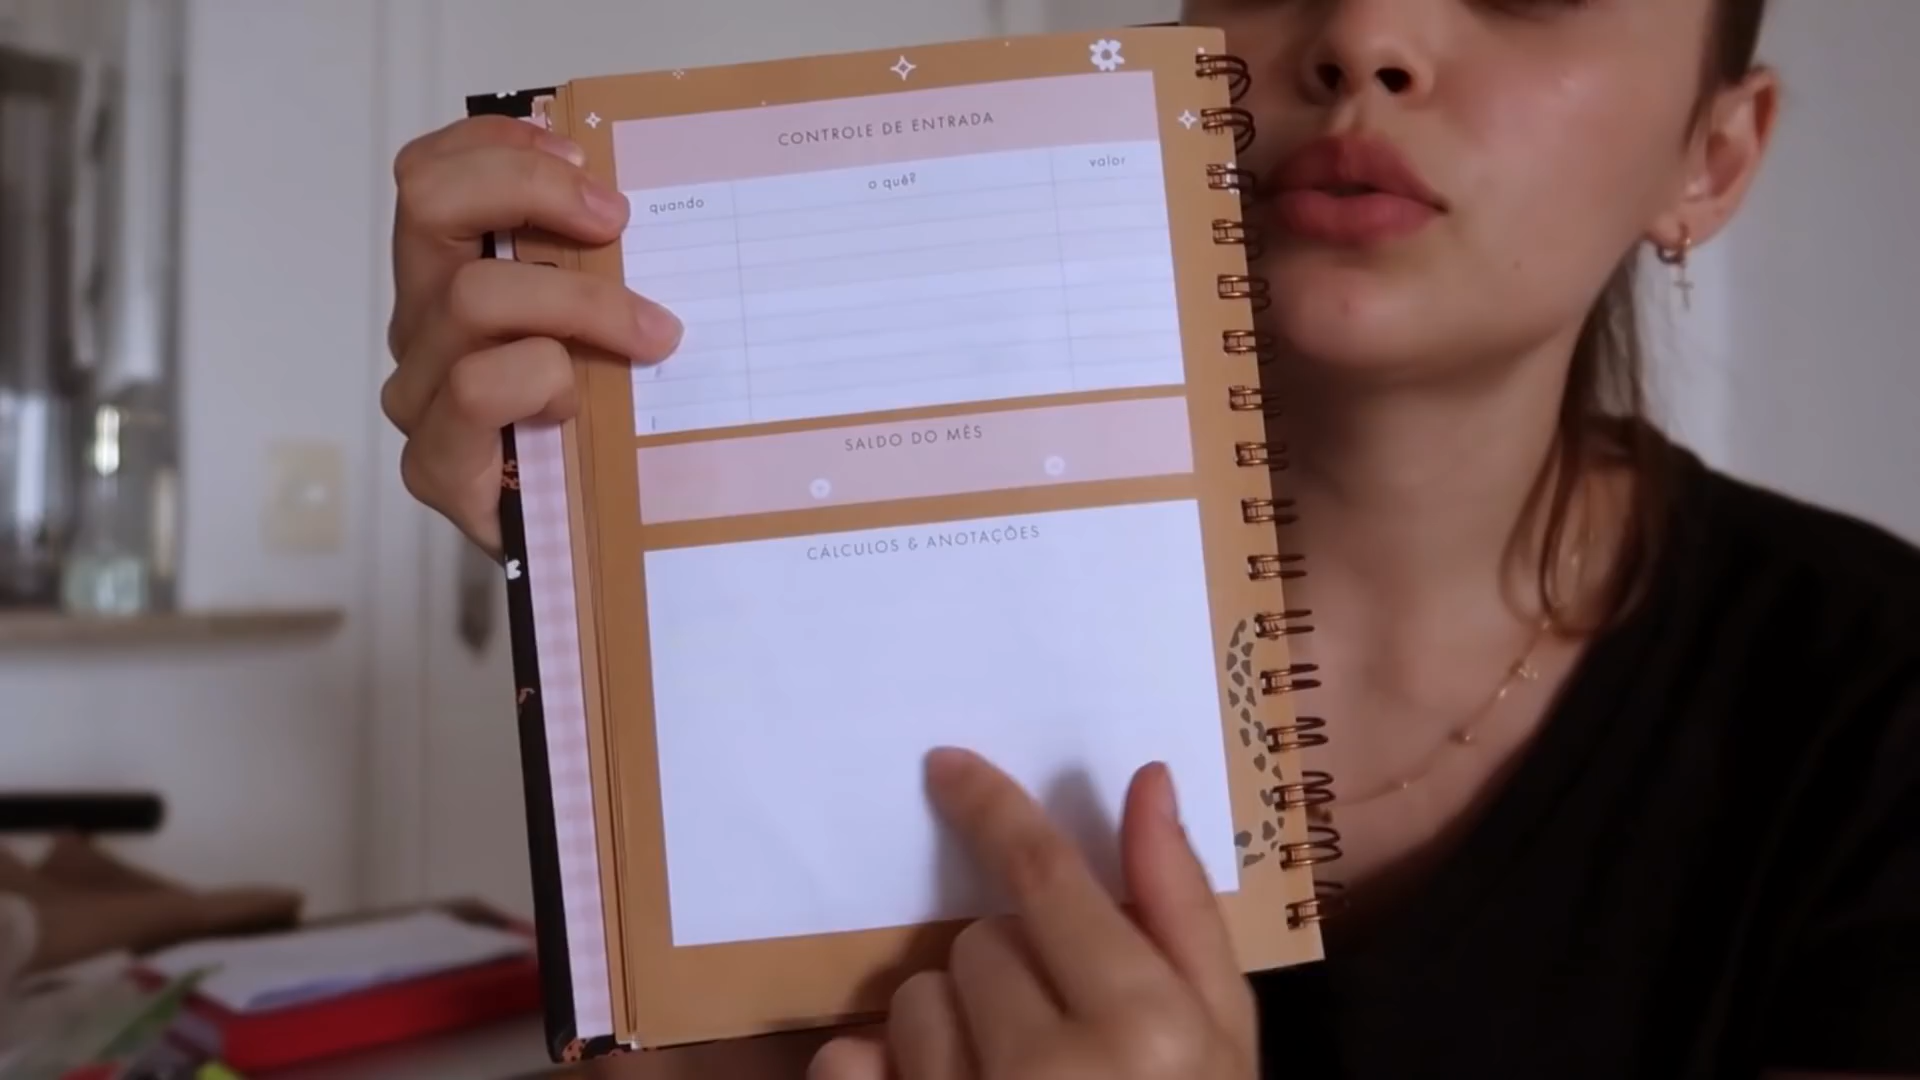 CONTROLE DE ENTRADA
quando o quê? valor
SALDO DO MÊS
CÁLCULOS & ANOTAÇÕES